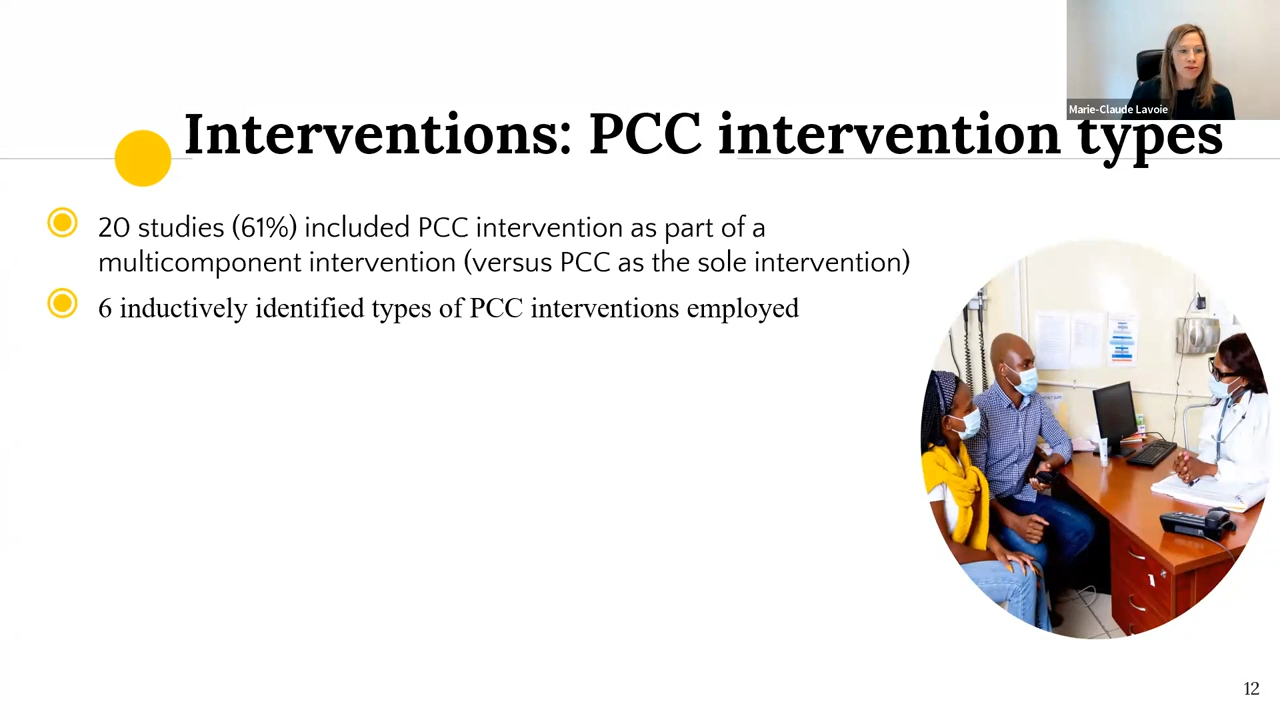 Marie-Claude Lavoie
Interventions: PCC intervention types
20 studies (61%) included PCC intervention as part of a
multicomponent intervention (versus PCC as the sole intervention)
6 inductively identified types of PCC interventions employed
12